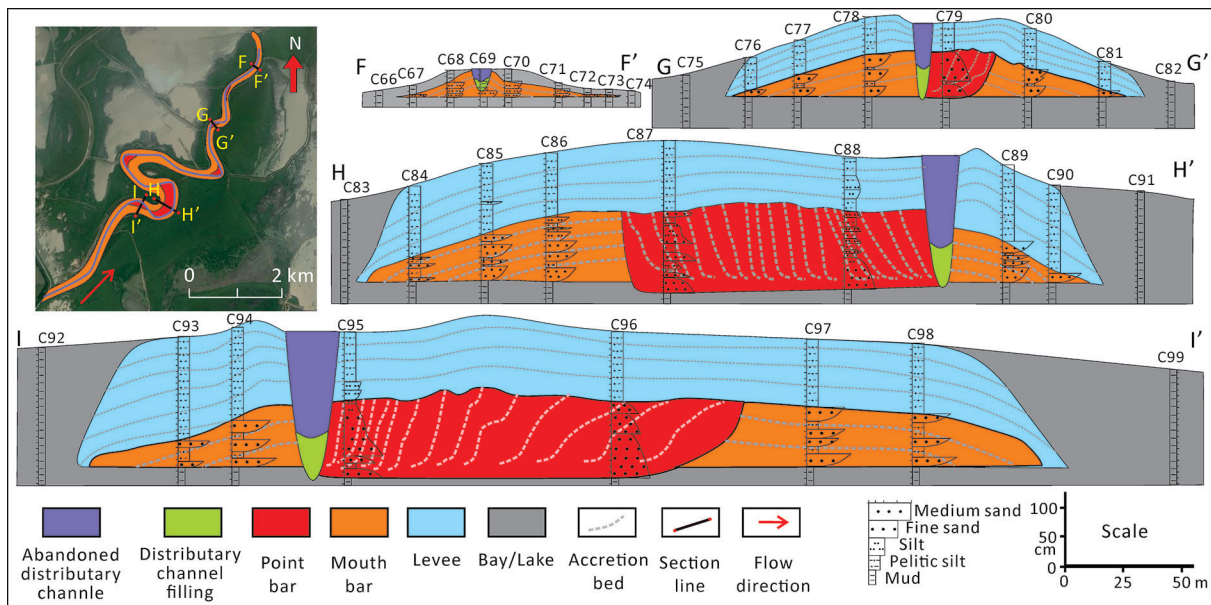 N
F
F'
G
G'
I
H
I'
H'
0 2 km
F
C66
C67
C68
C69
C70
C71
C72
C73
C74
F'
G
C75
C76
C77
C78
C79
C80
C81
C82
G'
H
C83
C84
C85
C86
C87
C88
C89
C90
C91
H'
I
C92
C93
C94
C95
C96
C97
C98
C99
I'
Abandoned
distributary
channle
Distributary
channel
filling
Point
bar
Mouth
bar
Levee
Bay/Lake
Accretion
bed
Section
line
Flow
direction
Medium sand
Fine sand
Silt
Pelitic silt
Mud
100
50
cm
0
Scale
0 25 50 m